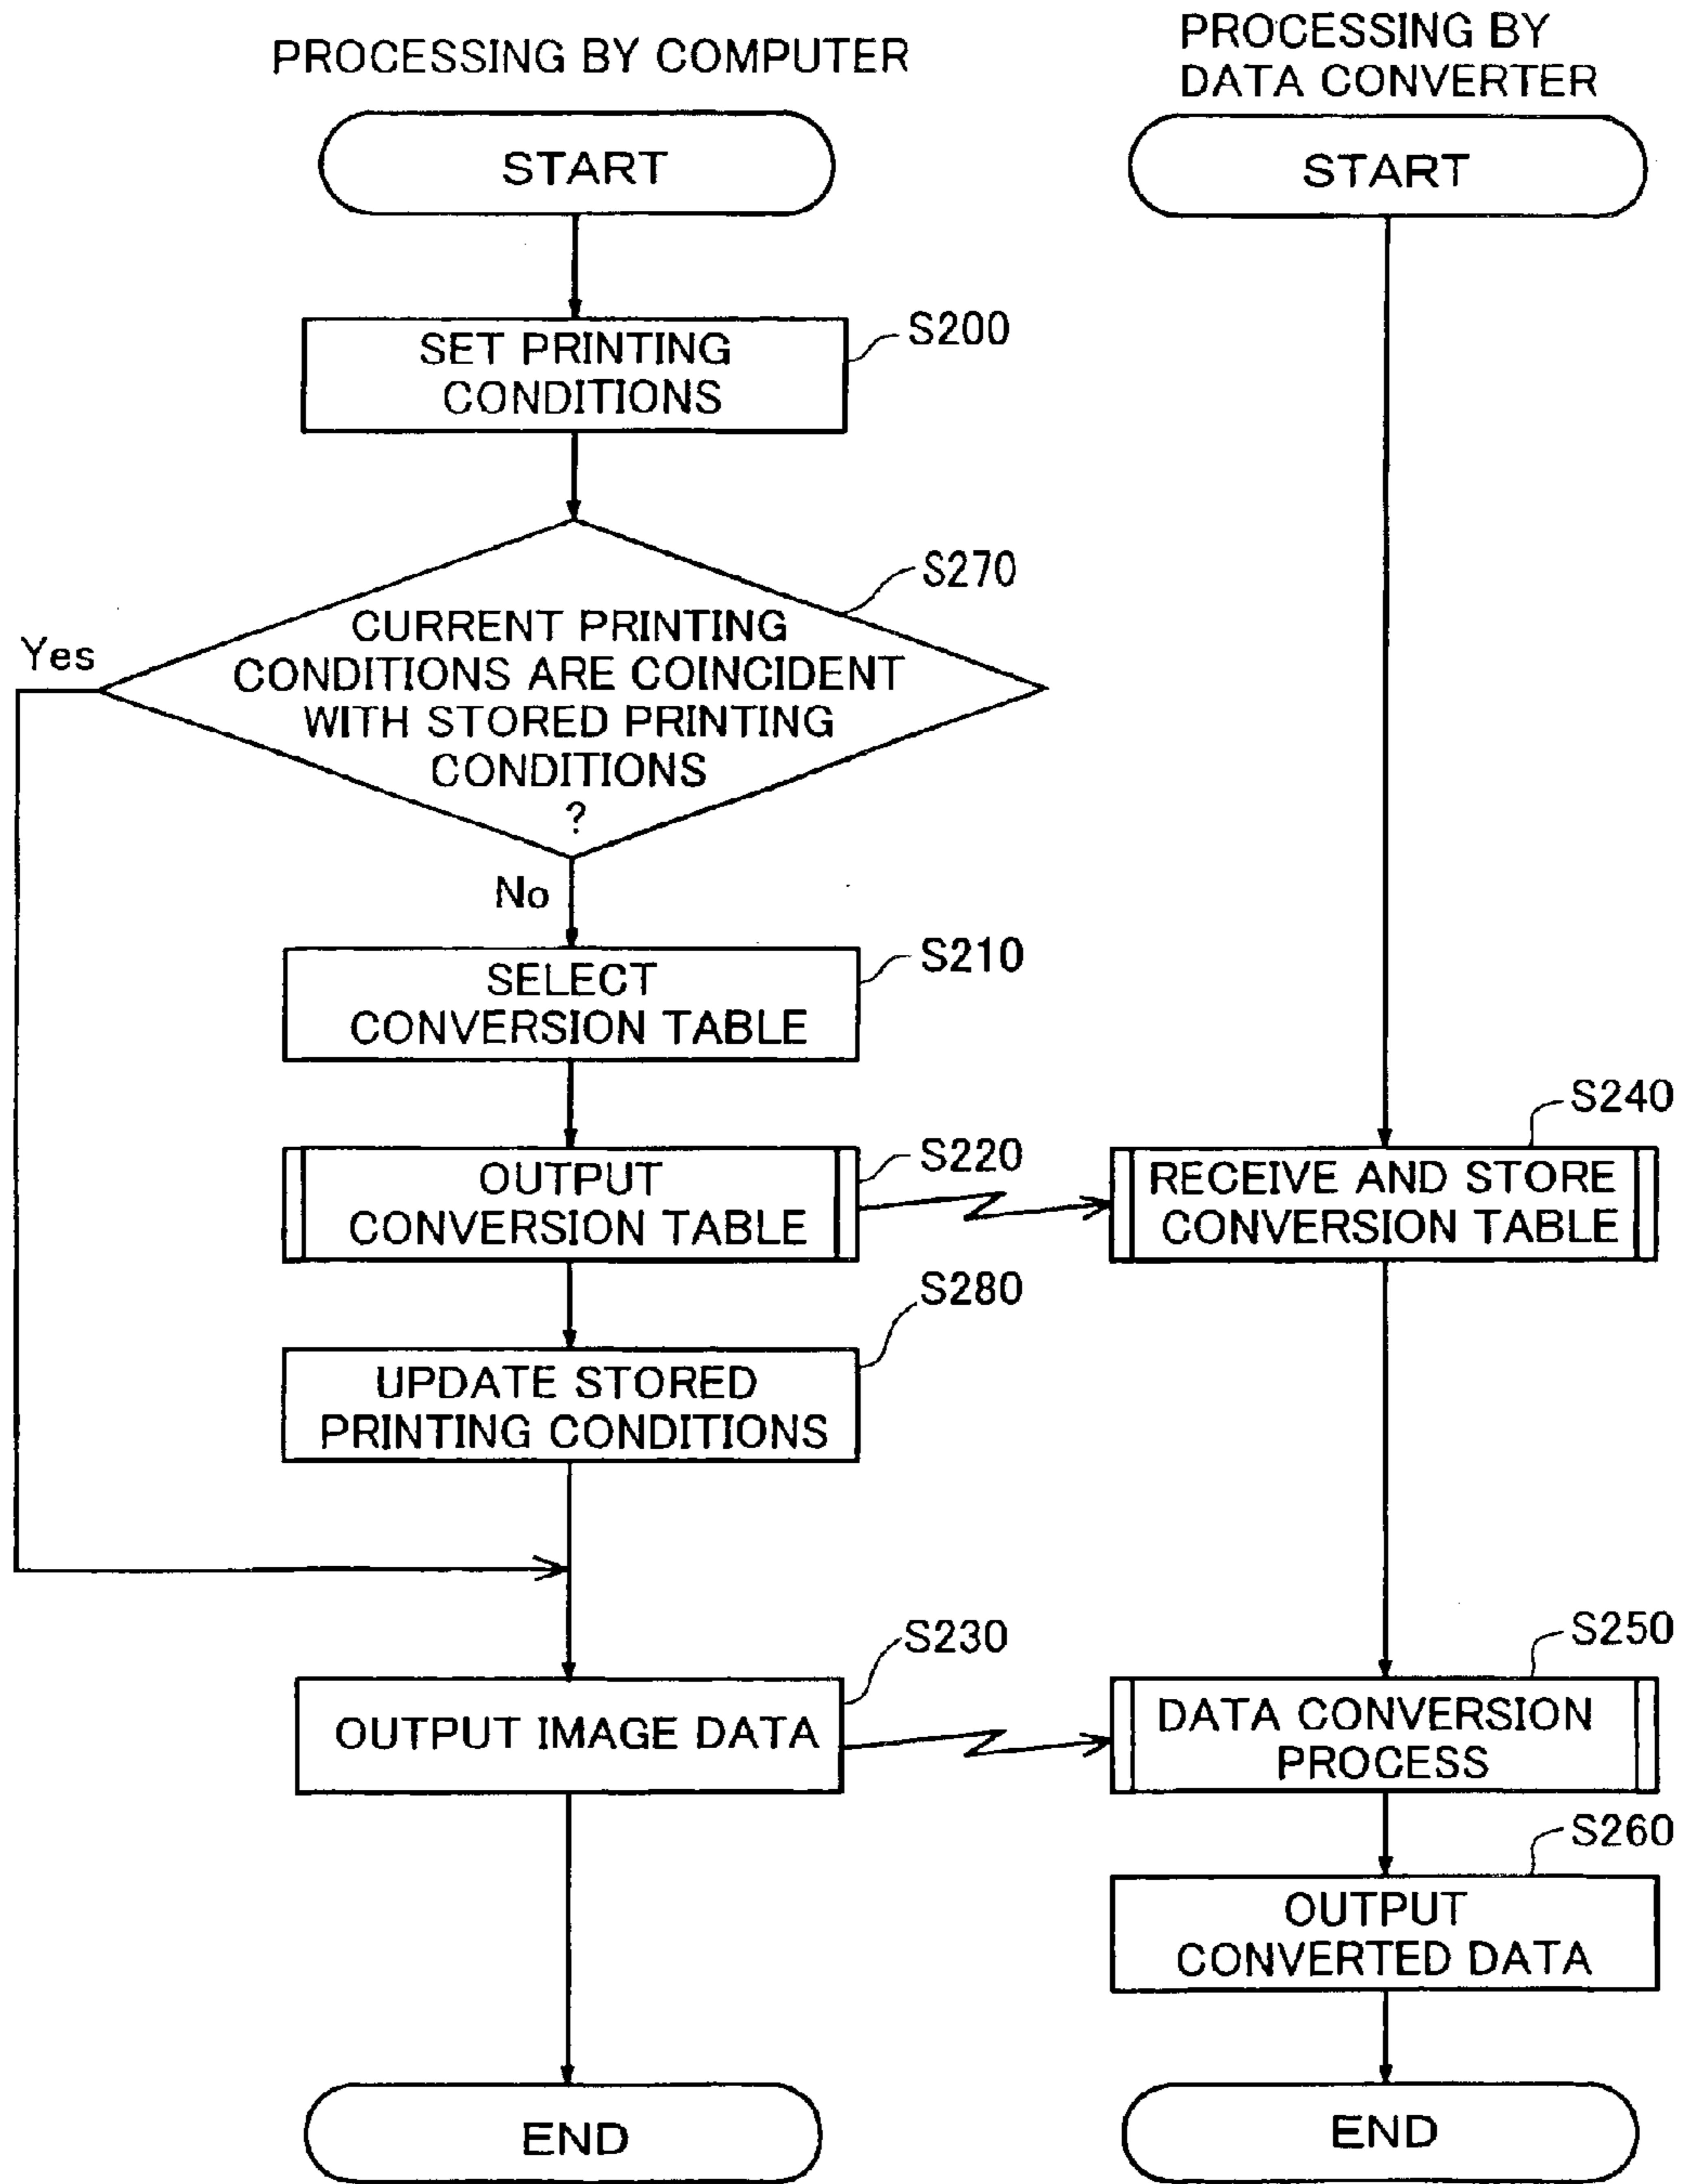 PROCESSING BY COMPUTER
START
SET PRINTING
CONDITIONS
S200
CURRENT PRINTING
CONDITIONS ARE COINCIDENT
WITH STORED PRINTING
CONDITIONS
?
S270
Yes
No
SELECT
CONVERSION TABLE
S210
OUTPUT
CONVERSION TABLE
S220
UPDATE STORED
PRINTING CONDITIONS
S280
OUTPUT IMAGE DATA
S230
END
PROCESSING BY
DATA CONVERTER
START
RECEIVE AND STORE
CONVERSION TABLE
S240
DATA CONVERSION
PROCESS
S250
OUTPUT
CONVERTED DATA
S260
END